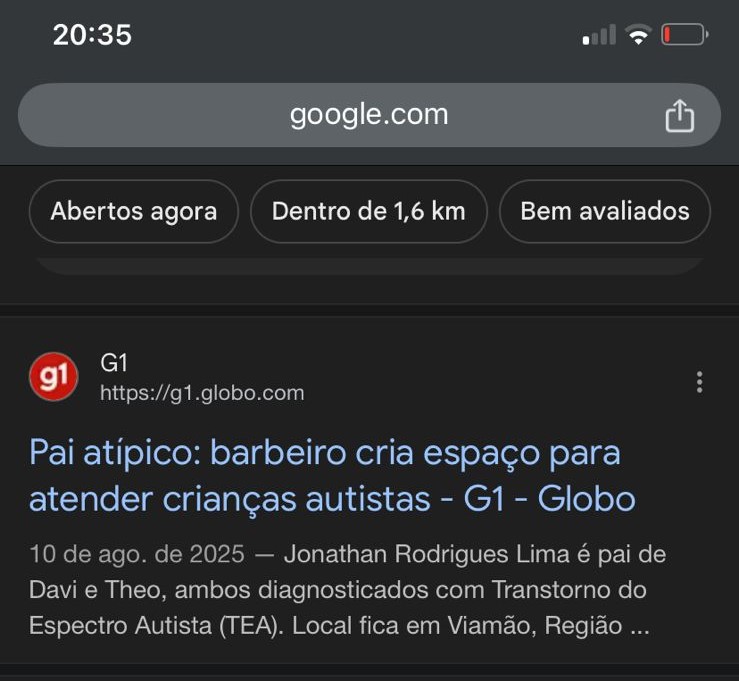 20:35
google.com
Abertos agora
Dentro de 1,6 km
Bem avaliados
g1
G1
https://g1.globo.com
Pai atípico: barbeiro cria espaço para
atender crianças autistas - G1 - Globo
10 de ago. de 2025 — Jonathan Rodrigues Lima é pai de
Davi e Theo, ambos diagnosticados com Transtorno do
Espectro Autista (TEA). Local fica em Viamão, Região ...